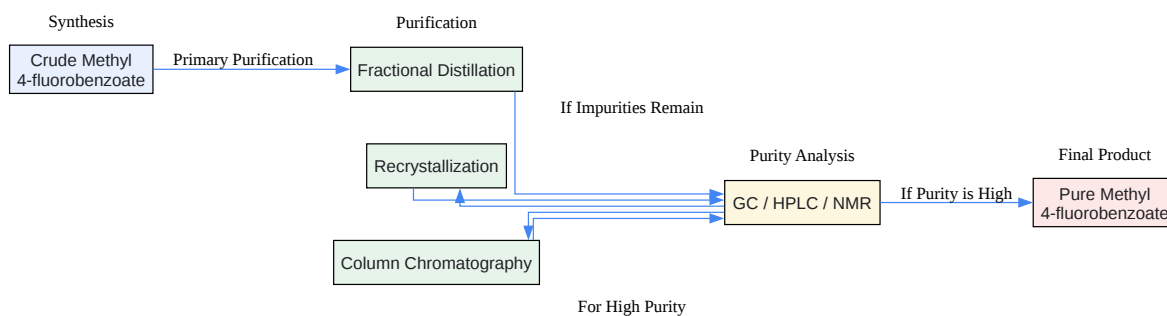 Synthesis
Purification
Crude Methyl
4-fluorobenzoate
Primary Purification
Fractional Distillation
If Impurities Remain
Recrystallization
Purity Analysis
Final Product
GC / HPLC / NMR
If Purity is High
Pure Methyl
4-fluorobenzoate
Column Chromatography
For High Purity